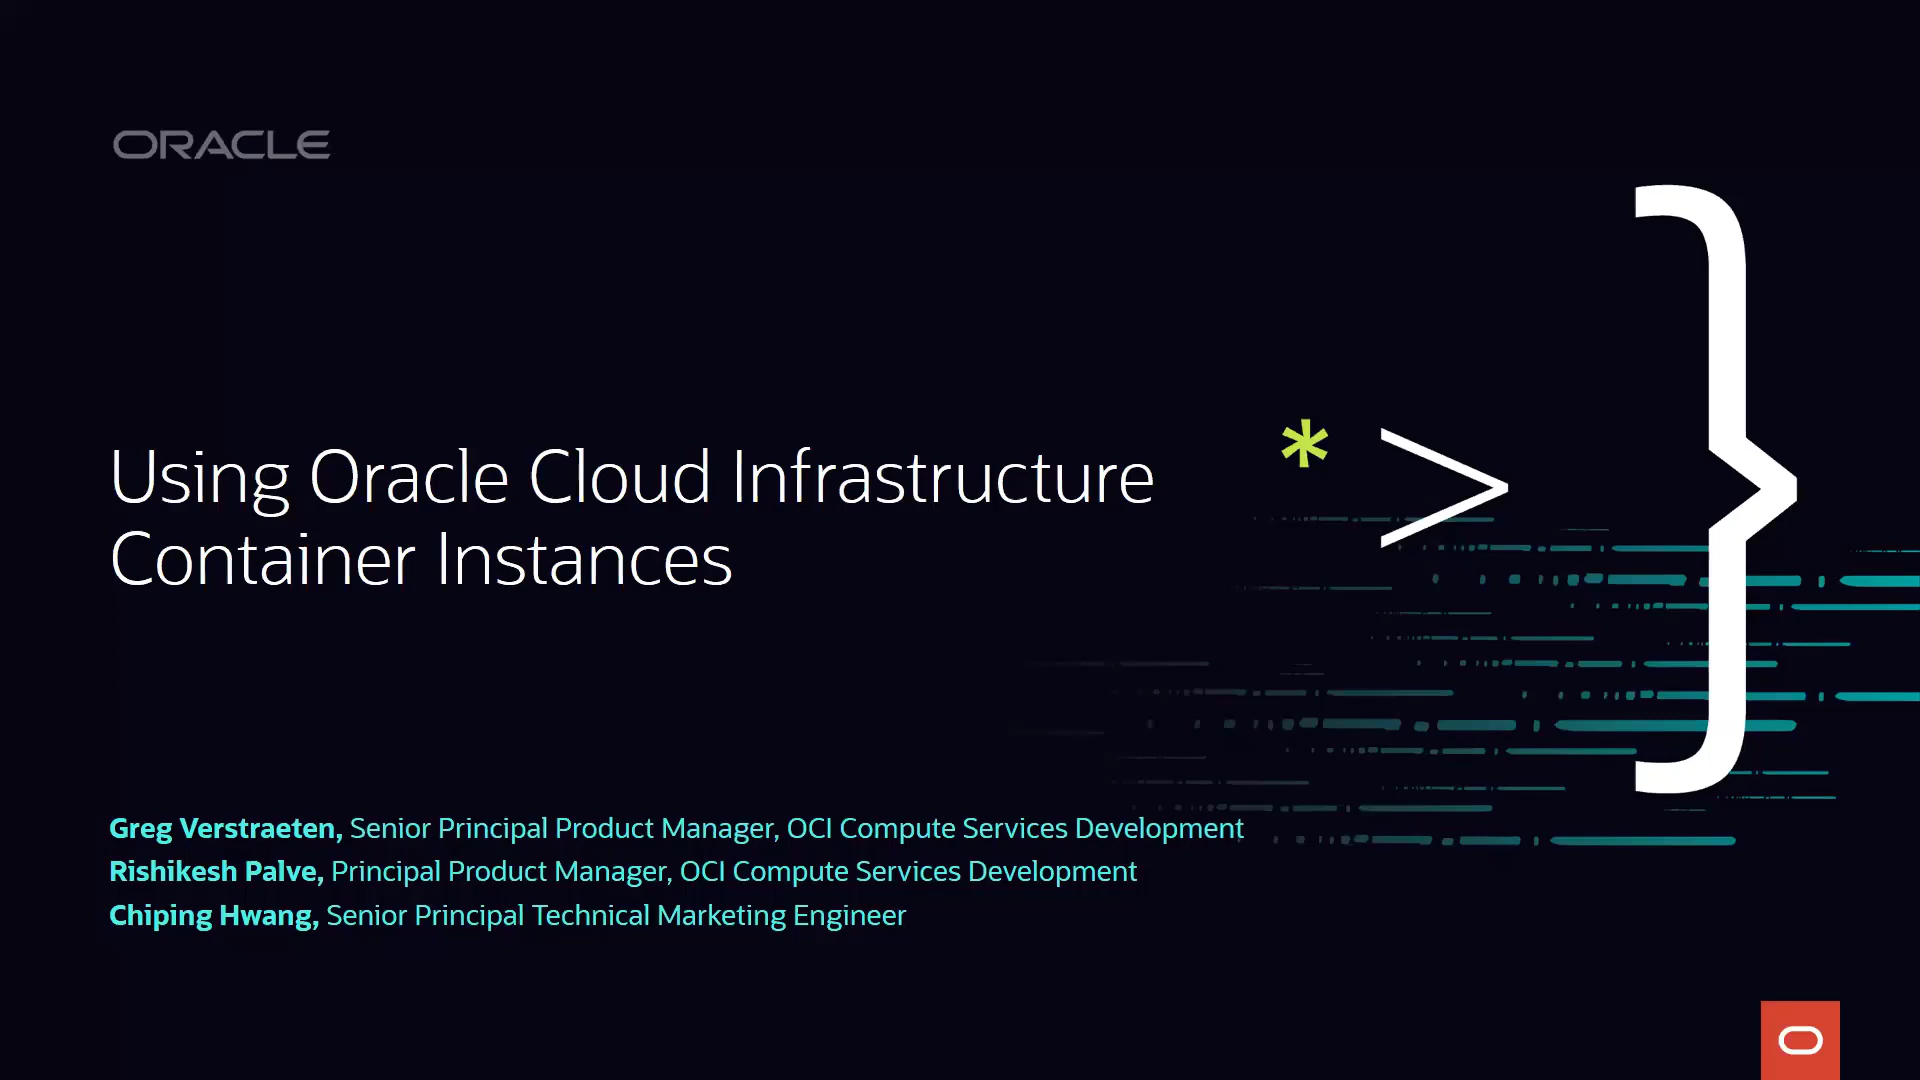 ORACLE
Using Oracle Cloud Infrastructure
Container Instances
* > }
Greg Verstraeten, Senior Principal Product Manager, OCI Compute Services Development
Rishikesh Palve, Principal Product Manager, OCI Compute Services Development
Chiping Hwang, Senior Principal Technical Marketing Engineer